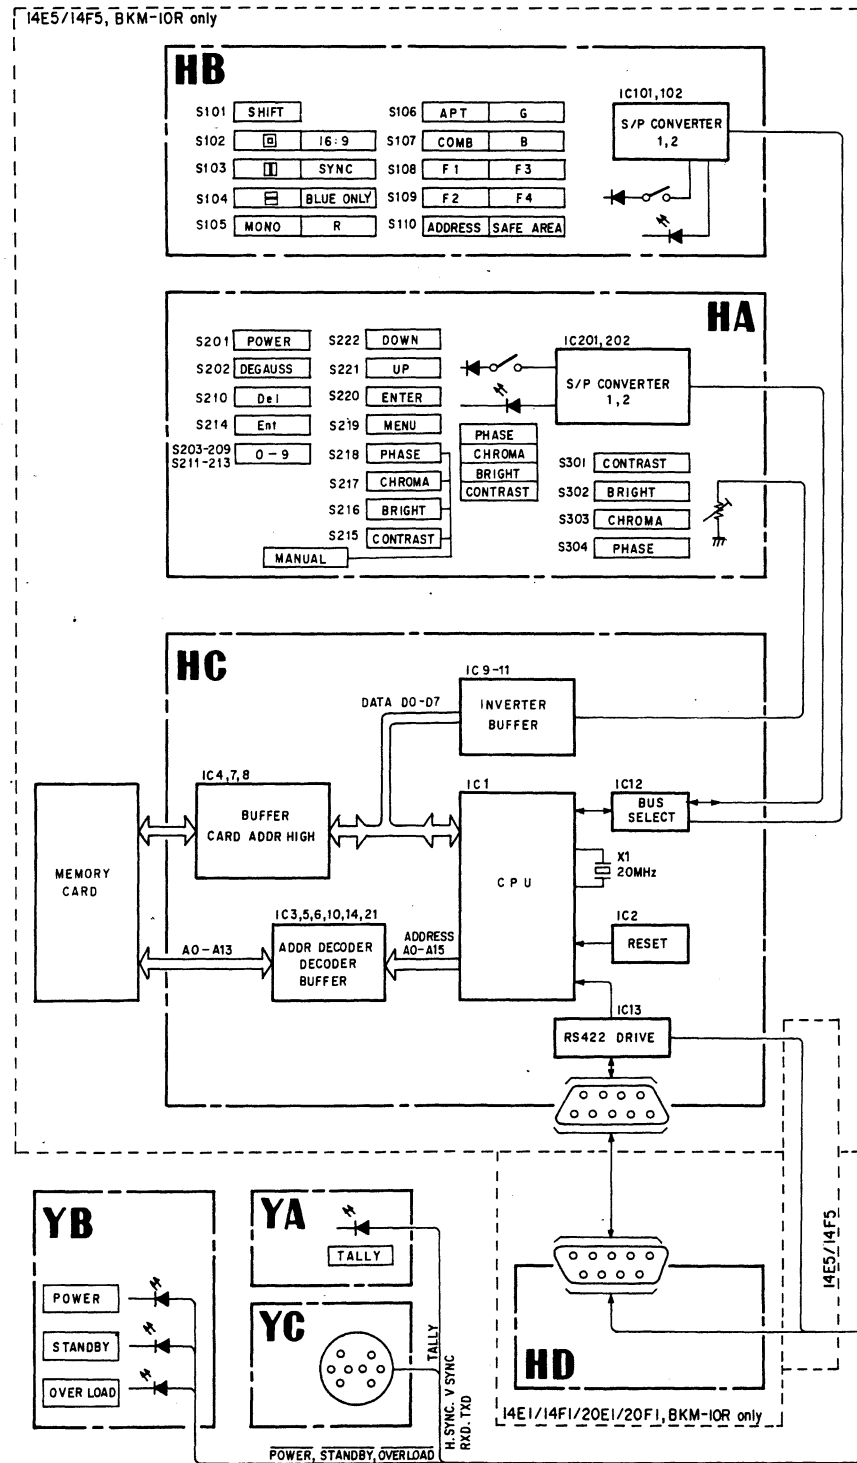 14E5/14F5, BKM-10R only
HB
S101 SHIFT
S102 16:9
S103 SYNC
S104 BLUE ONLY
S105 MONO R
S106 APT G
S107 COMB B
S108 F1 F3
S109 F2 F4
S110 ADDRESS SAFE AREA
IC101,102
S/P CONVERTER
1,2
HA
S201 POWER
S202 DEGAUSS
S210 Del
S214 Ent
S203-209
S211-213
0-9
S222 DOWN
S221 UP
S220 ENTER
S219 MENU
S218 PHASE
S217 CHROMA
S216 BRIGHT
S215 CONTRAST
MANUAL
IC201,202
S/P CONVERTER
1,2
PHASE
CHROMA
BRIGHT
CONTRAST
S301 CONTRAST
S302 BRIGHT
S303 CHROMA
S304 PHASE
HC
IC9-11
INVERTER
BUFFER
DATA D0-D7
IC4,7,8
BUFFER
CARD ADDR HIGH
IC1
CPU
IC12
BUS
SELECT
X1
20MHz
MEMORY
CARD
IC3,5,6,10,14,21
ADDR DECODER
DECODER
BUFFER
A0-A13
ADDRESS
A0-A15
IC2
RESET
IC13
RS422 DRIVE
14E5/14F5
YB
POWER
STANDBY
OVER LOAD
YA
TALLY
YC
TALLY
H.SYNC. V SYNC
RXD. TXD
HD
14E1/14F1/20E1/20F1, BKM-10R only
POWER, STANDBY, OVERLOAD